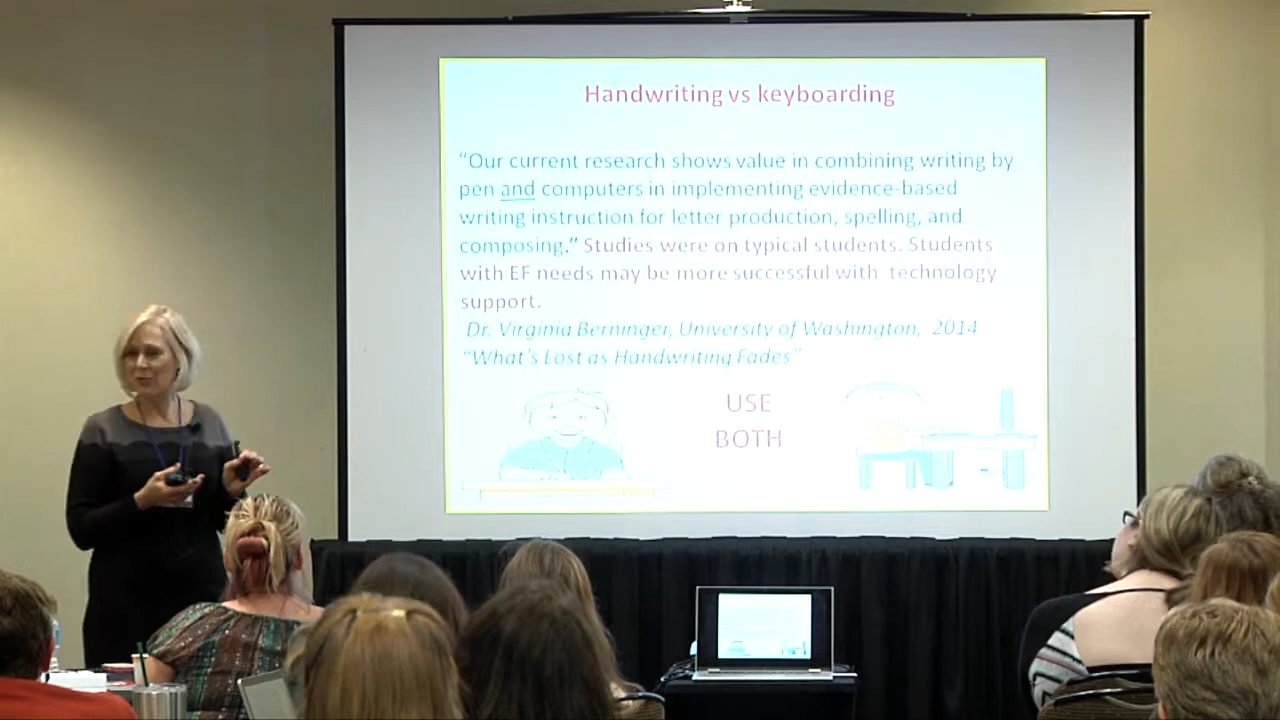 Handwriting vs keyboarding
“Our current research shows value in combining writing by
pen and computers in implementing evidence-based
writing instruction for letter production, spelling, and
composing.” Studies were on typical students. Students
with EF needs may be more successful with technology
support.
Dr. Virginia Berninger, University of Washington, 2014
“What’s Lost as Handwriting Fades”
USE
BOTH